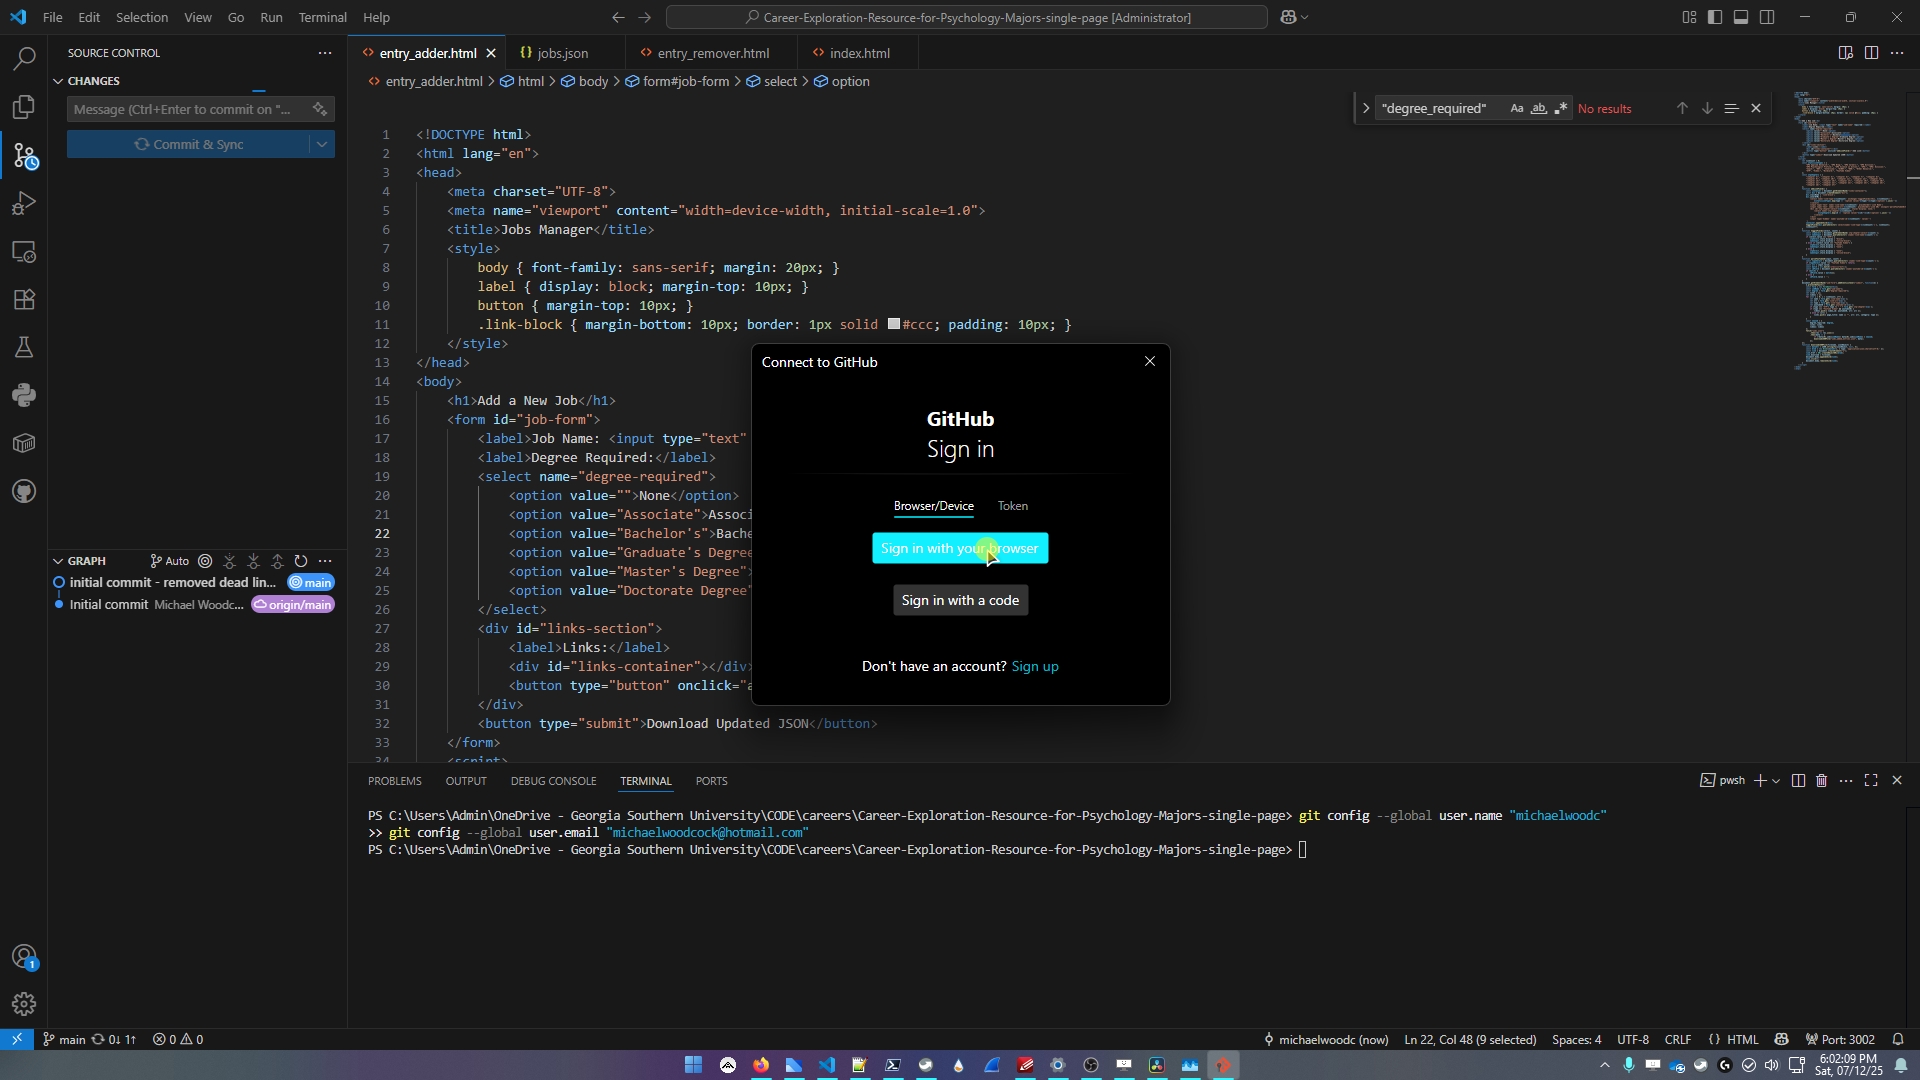 File Edit Selection View Go Run Terminal Help
Career-Exploration-Resource-for-Psychology-Majors-single-page [Administrator]
SOURCE CONTROL
CHANGES
Message (Ctrl+Enter to commit on "...
Commit & Sync
entry_adder.html
jobs.json
entry_remover.html
index.html
entry_adder.html > html > body > form#job-form > select > option
"degree_required"
Aa ab .*
No results
1 <!DOCTYPE html>
2 <html lang="en">
3 <head>
4 <meta charset="UTF-8">
5 <meta name="viewport" content="width=device-width, initial-scale=1.0">
6 <title>Jobs Manager</title>
7 <style>
8 body { font-family: sans-serif; margin: 20px; }
9 label { display: block; margin-top: 10px; }
10 button { margin-top: 10px; }
11 .link-block { margin-bottom: 10px; border: 1px solid #ccc; padding: 10px; }
12 </style>
13 </head>
14 <body>
15 <h1>Add a New Job</h1>
16 <form id="job-form">
17 <label>Job Name: <input type="text"
18 <label>Degree Required:</label>
19 <select name="degree-required">
20 <option value="">None</option>
21 <option value="Associate">Associ
22 <option value="Bachelor's">Bache
23 <option value="Graduate's Degree
24 <option value="Master's Degree">
25 <option value="Doctorate Degree"
26 </select>
27 <div id="links-section">
28 <label>Links:</label>
29 <div id="links-container"></div>
30 <button type="button" onclick="a
31 </div>
32 <button type="submit">Download Updated JSON</button>
33 </form>
34 <script>
Connect to GitHub
GitHub
Sign in
Browser/Device Token
Sign in with your browser
Sign in with a code
Don't have an account? Sign up
GRAPH
Auto
initial commit - removed dead lin... main
Initial commit Michael Woodc... origin/main
PROBLEMS OUTPUT DEBUG CONSOLE TERMINAL PORTS
pwsh
PS C:\Users\Admin\OneDrive - Georgia Southern University\CODE\careers\Career-Exploration-Resource-for-Psychology-Majors-single-page> git config --global user.name "michaelwoodc"
>> git config --global user.email "michaelwoodcock@hotmail.com"
PS C:\Users\Admin\OneDrive - Georgia Southern University\CODE\careers\Career-Exploration-Resource-for-Psychology-Majors-single-page>
1
main 0↓ 1↑ 0 0
michaelwoodc (now) Ln 22, Col 48 (9 selected) Spaces: 4 UTF-8 CRLF {} HTML Port: 3002
6:02:09 PM
Sat, 07/12/25